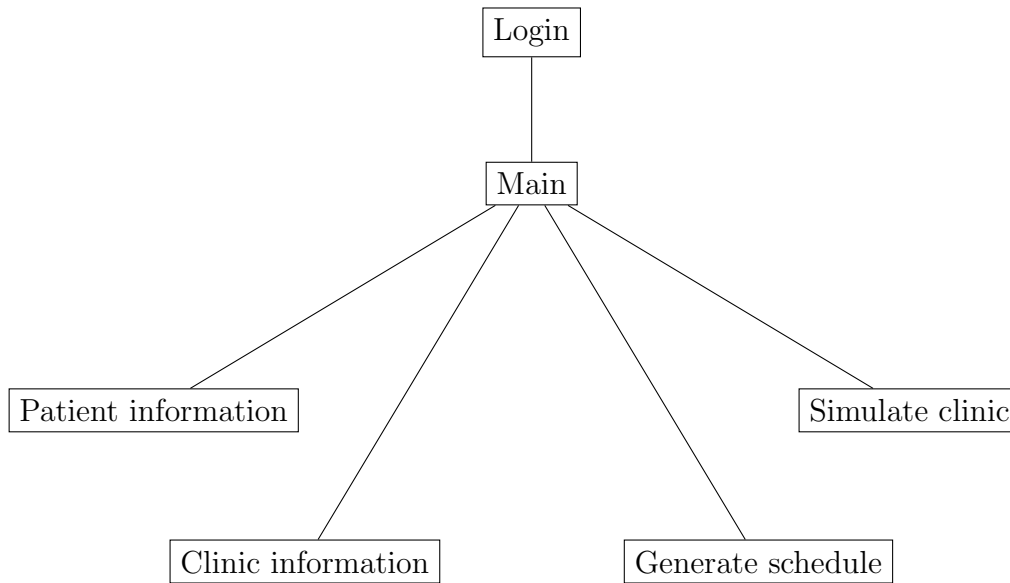 Login
Main
Patient information
Simulate clinic
Clinic information
Generate schedule